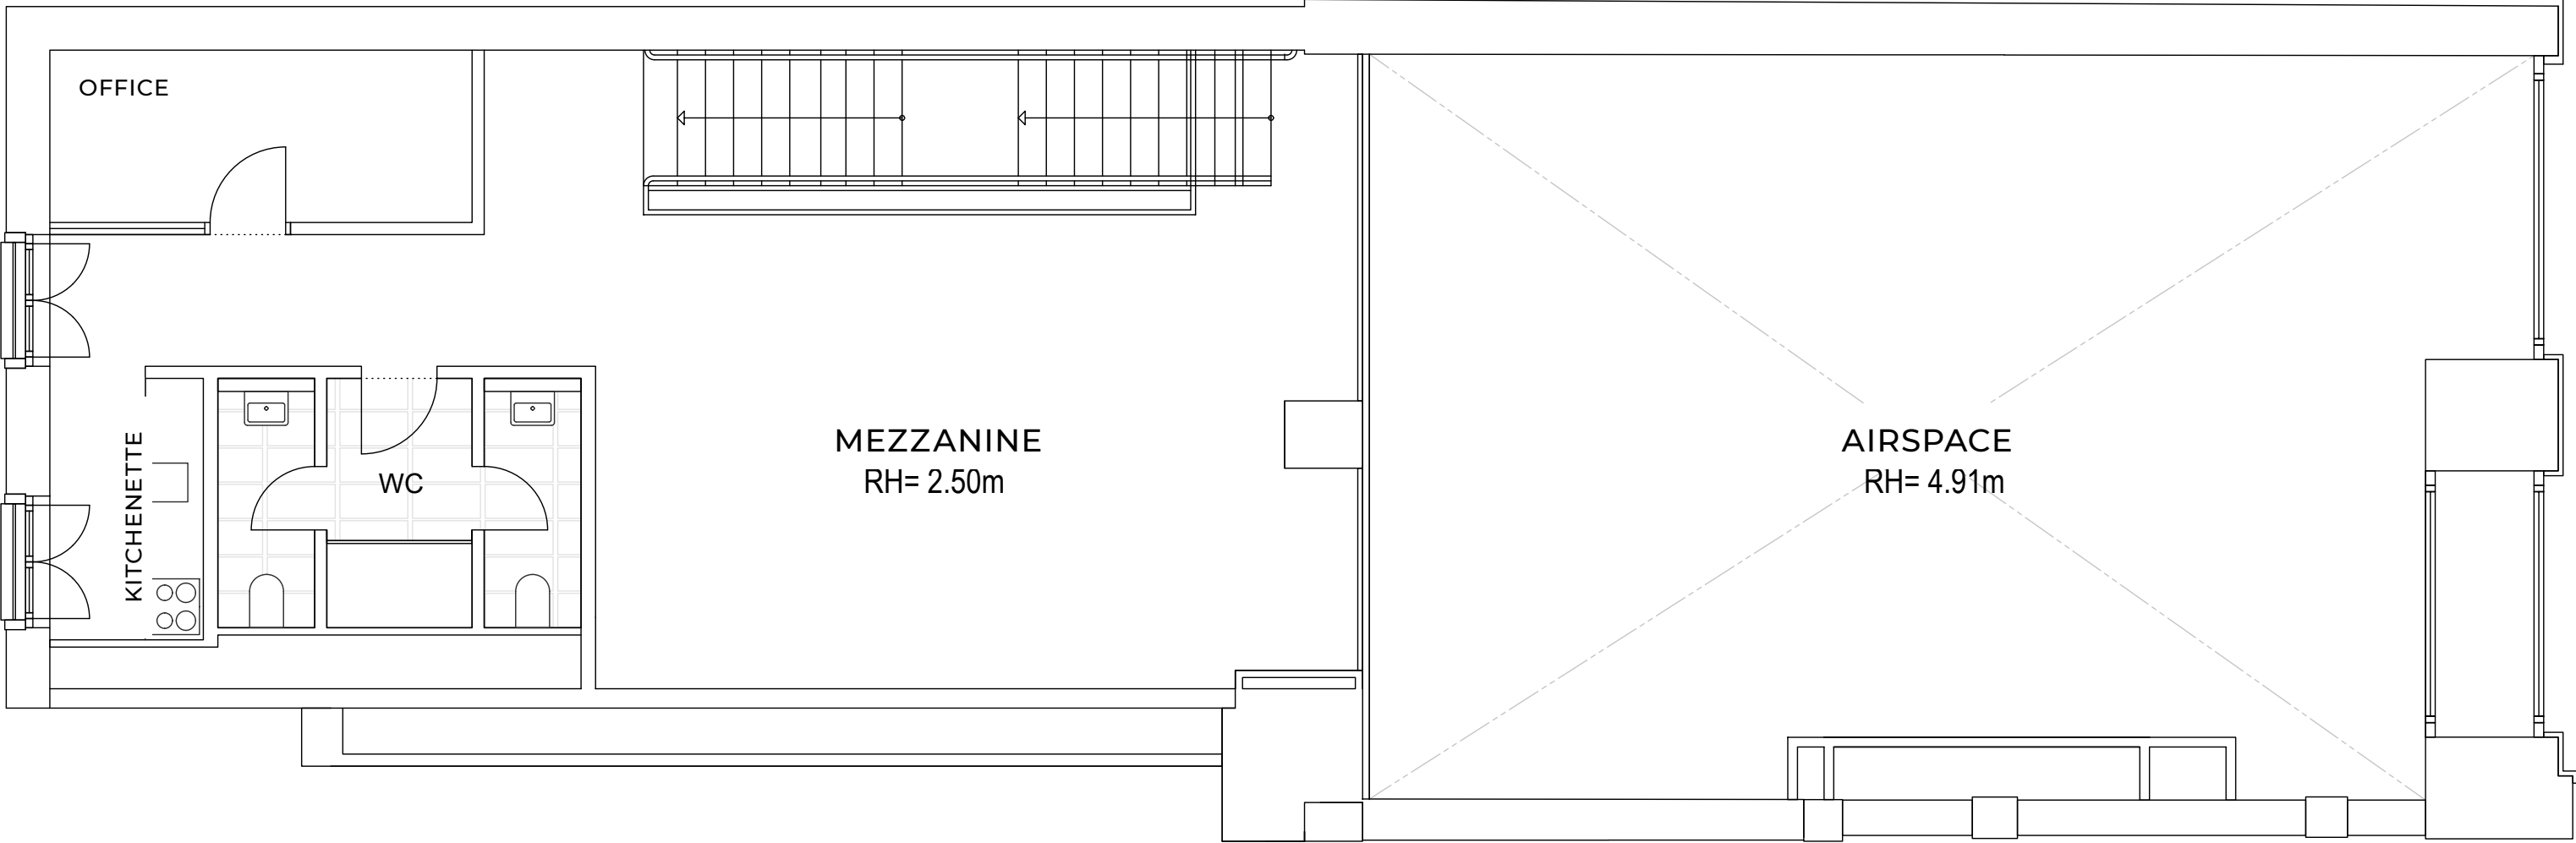 OFFICE
KITCHENETTE
WC
MEZZANINE
RH= 2.50m
AIRSPACE
RH= 4.91m